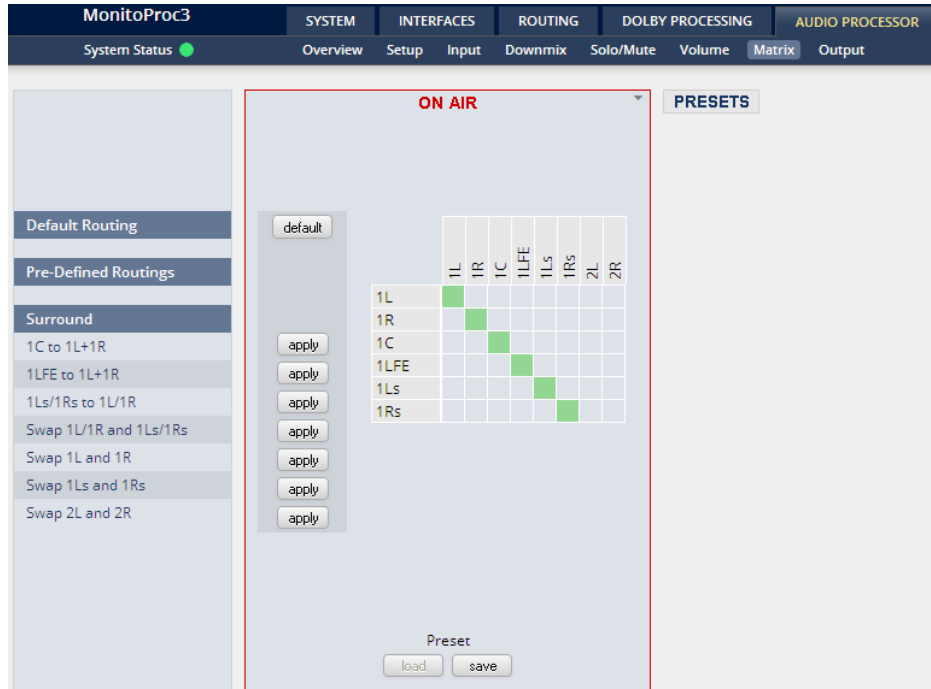 MonitoProc3
SYSTEM INTERFACES ROUTING DOLBY PROCESSING AUDIO PROCESSOR
System Status
Overview Setup Input Downmix Solo/Mute Volume Matrix Output
ON AIR
PRESETS
Default Routing
default
Pre-Defined Routings
1L 1R 1C 1LFE 1Ls 1Rs 2L 2R
Surround
1C to 1L+1R apply
1LFE to 1L+1R apply
1Ls/1Rs to 1L/1R apply
Swap 1L/1R and 1Ls/1Rs apply
Swap 1L and 1R apply
Swap 1Ls and 1Rs apply
Swap 2L and 2R apply
1L
1R
1C
1LFE
1Ls
1Rs
Preset
load save